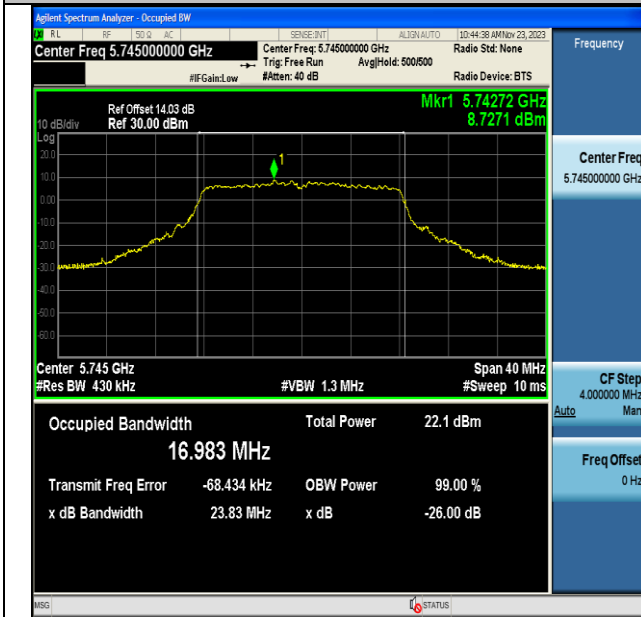 Agilent Spectrum Analyzer - Occupied BW
RL RF 50 Ω AC SENSE:INT ALIGN AUTO 10:44:38 AM Nov 23, 2023
Center Freq 5.745000000 GHz
Center Freq: 5.745000000 GHz
Radio Std: None
Trig: Free Run Avg|Hold: 500/500
#IFGain:Low
#Atten: 40 dB
Radio Device: BTS
Frequency
Ref Offset 14.03 dB
Mkr1 5.74272 GHz
10 dB/div Ref 30.00 dBm
8.7271 dBm
Log
20.0
10.0
0.00
-10.0
-20.0
-30.0
-40.0
-50.0
-60.0
1
Center Freq
5.745000000 GHz
Center 5.745 GHz
Span 40 MHz
#Res BW 430 kHz
#VBW 1.3 MHz
#Sweep 10 ms
CF Step
4.000000 MHz
Auto Man
Occupied Bandwidth
Total Power 22.1 dBm
16.983 MHz
Transmit Freq Error -68.434 kHz
OBW Power 99.00 %
x dB Bandwidth 23.83 MHz
x dB -26.00 dB
Freq Offset
0 Hz
MSG
STATUS